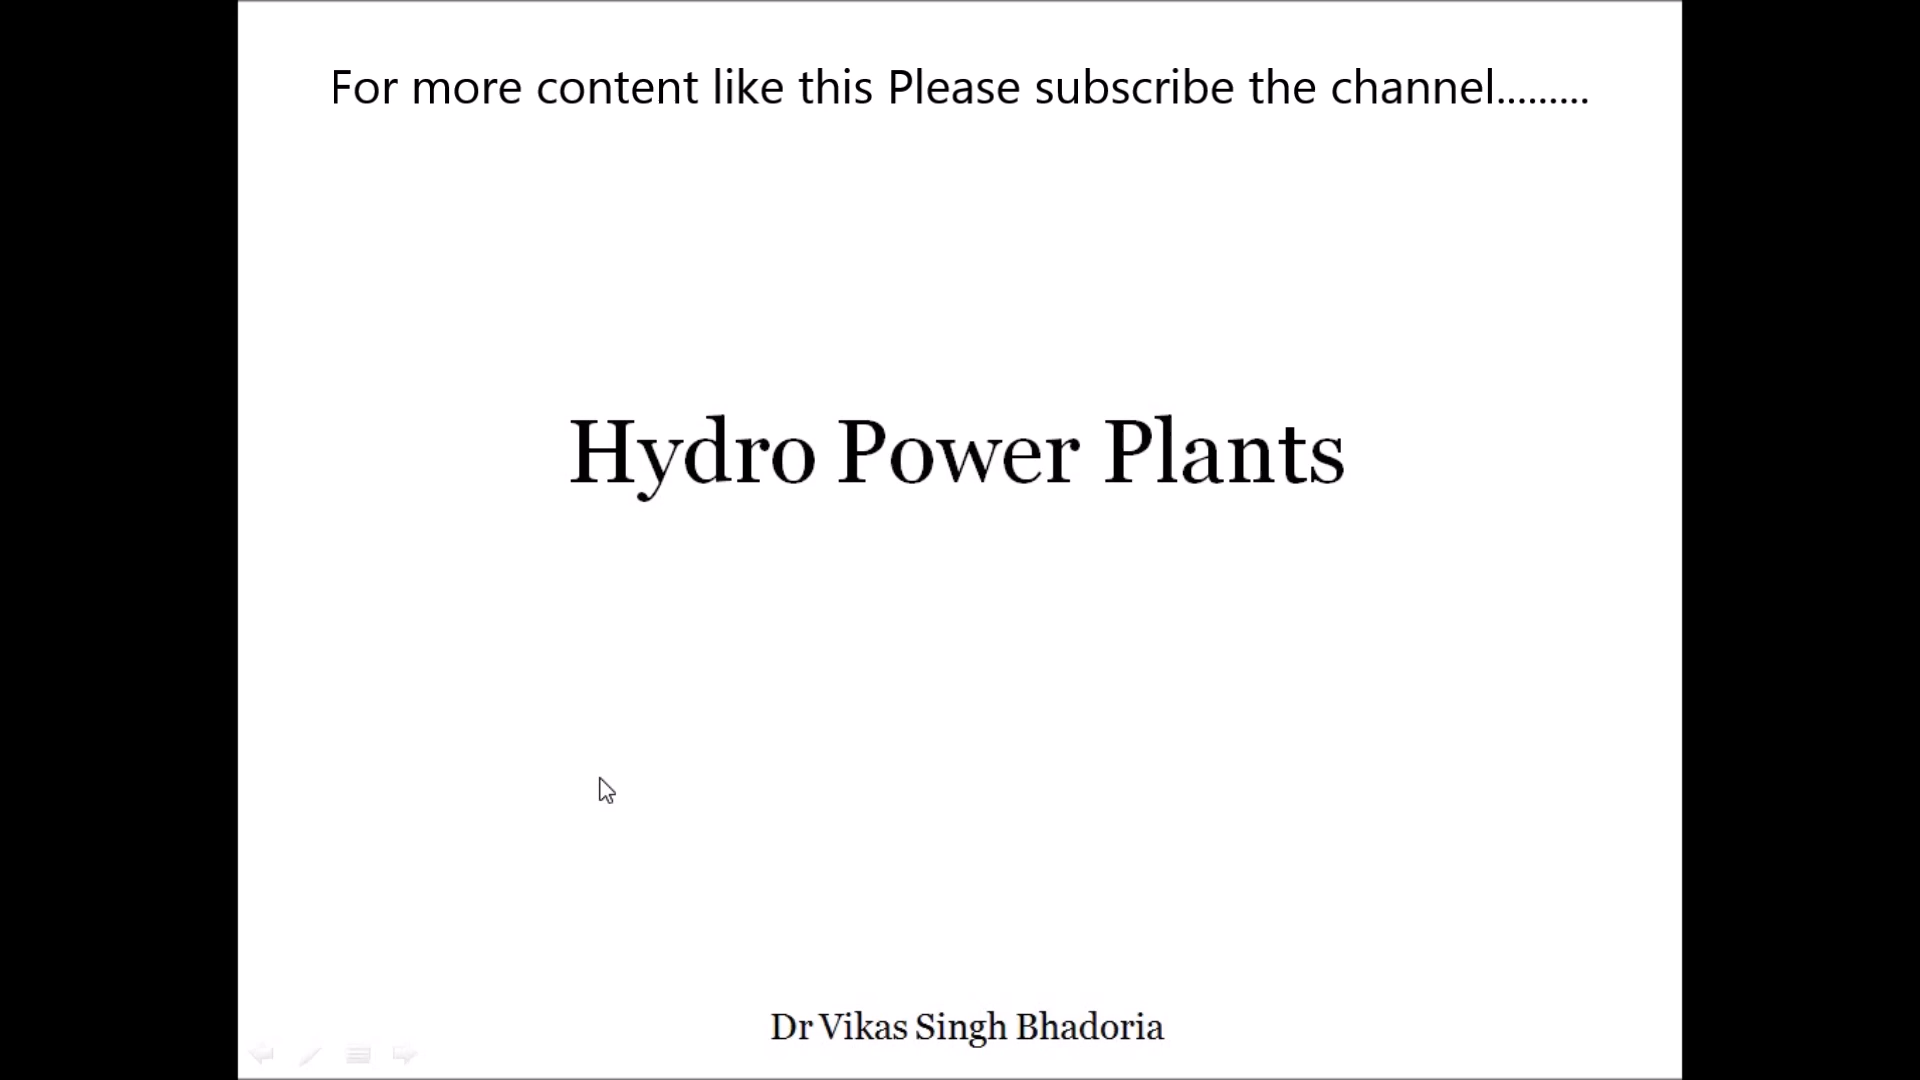 For more content like this Please subscribe the channel.........
Hydro Power Plants
Dr Vikas Singh Bhadoria